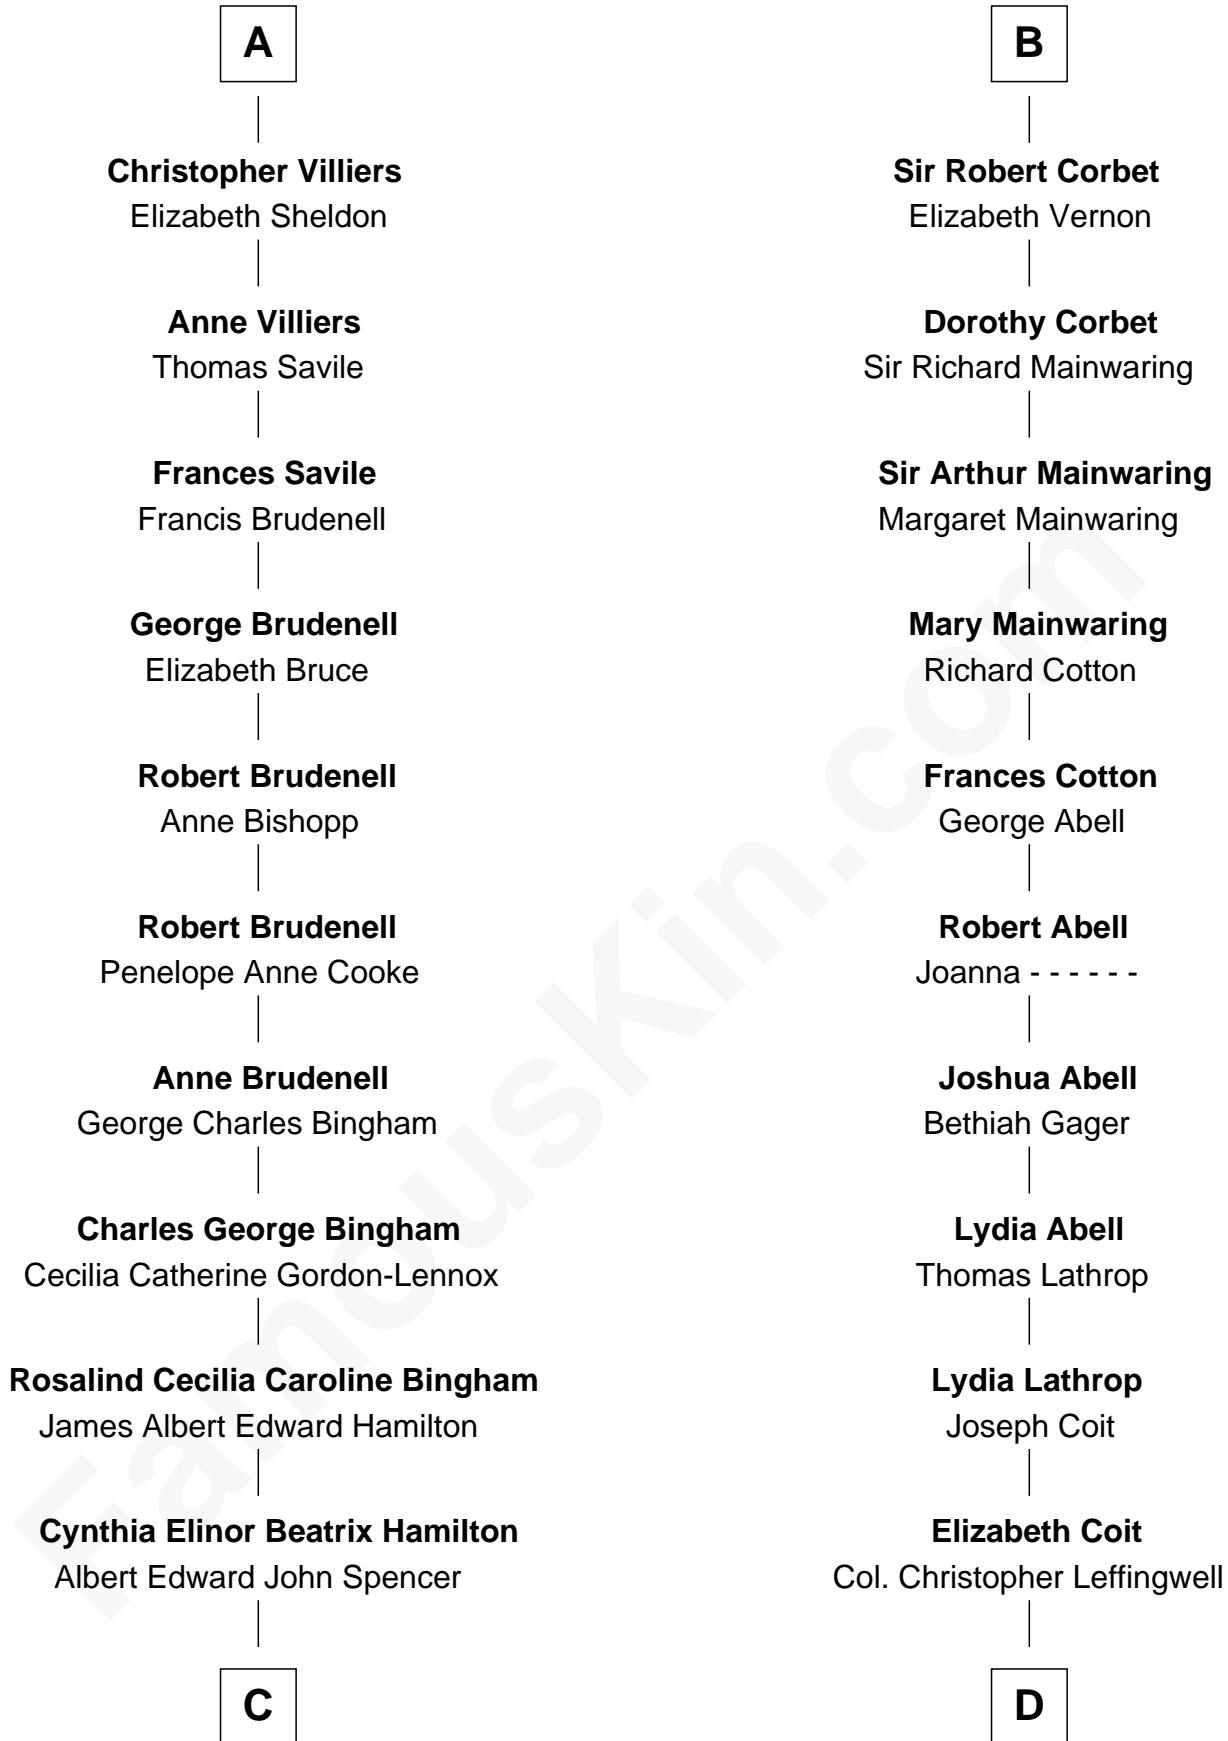 A
Christopher Villiers
Elizabeth Sheldon
Anne Villiers
Thomas Savile
Frances Savile
Francis Brudenell
George Brudenell
Elizabeth Bruce
Robert Brudenell
Anne Bishopp
Robert Brudenell
Penelope Anne Cooke
Anne Brudenell
George Charles Bingham
Charles George Bingham
Cecilia Catherine Gordon-Lennox
Rosalind Cecilia Caroline Bingham
James Albert Edward Hamilton
Cynthia Elinor Beatrix Hamilton
Albert Edward John Spencer
C
B
Sir Robert Corbet
Elizabeth Vernon
Dorothy Corbet
Sir Richard Mainwaring
Sir Arthur Mainwaring
Margaret Mainwaring
Mary Mainwaring
Richard Cotton
Frances Cotton
George Abell
Robert Abell
Joanna - - - - - -
Joshua Abell
Bethiah Gager
Lydia Abell
Thomas Lathrop
Lydia Lathrop
Joseph Coit
Elizabeth Coit
Col. Christopher Leffingwell
D
FamousKin.com